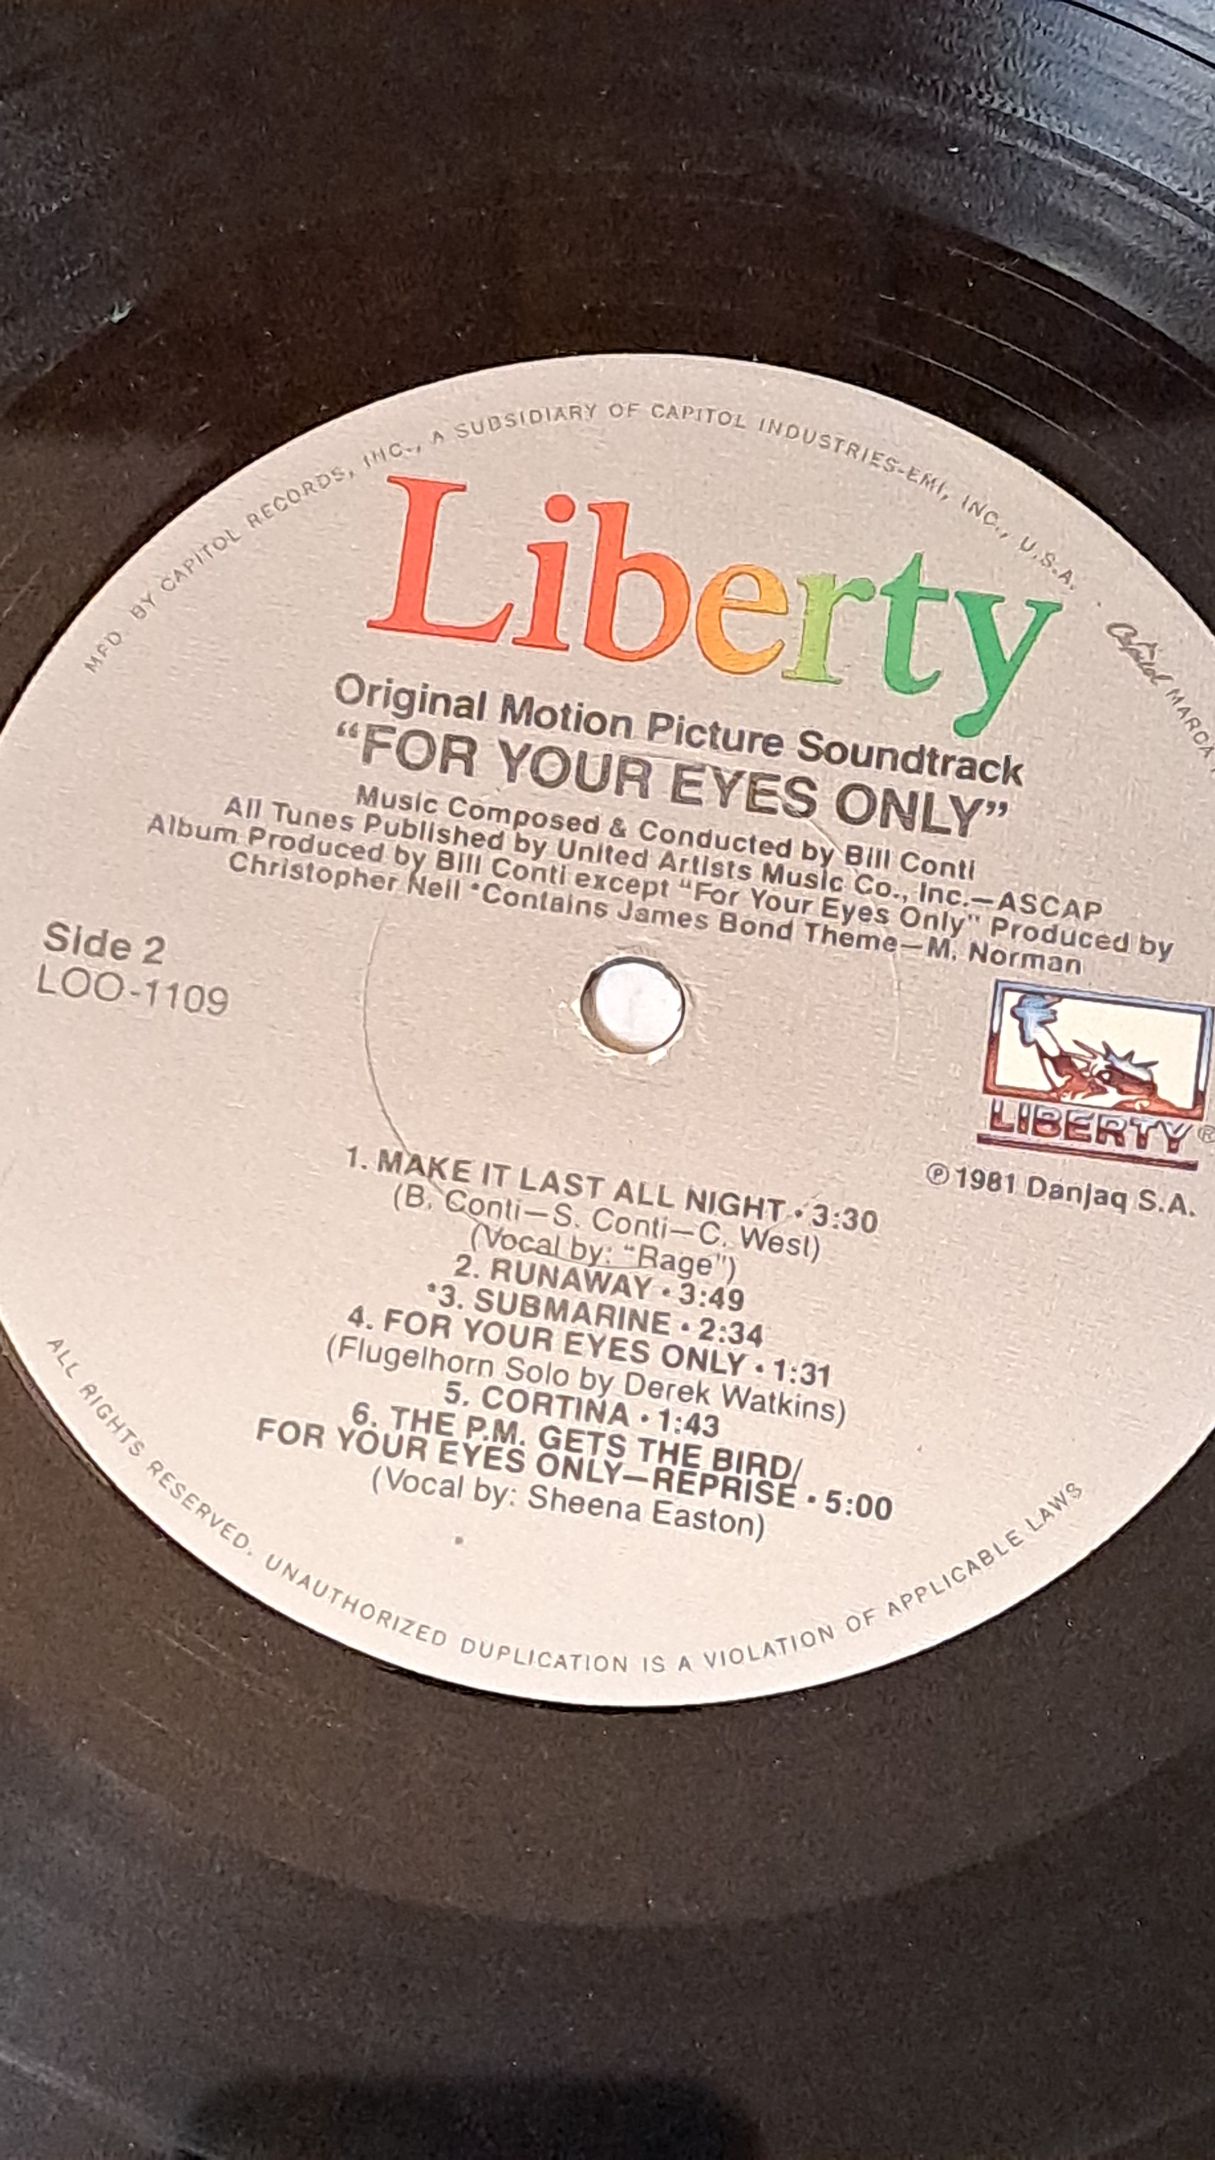 MFD. BY CAPITOL RECORDS, INC., A SUBSIDIARY OF CAPITOL INDUSTRIES-EMI, INC., U.S.A. · Capitol MARCA
Liberty
Original Motion Picture Soundtrack
“FOR YOUR EYES ONLY”
Music Composed & Conducted by Bill Conti
All Tunes Published by United Artists Music Co., Inc.—ASCAP
Album Produced by Bill Conti except “For Your Eyes Only” Produced by
Christopher Neil *Contains James Bond Theme—M. Norman
Side 2
LOO-1109
LIBERTY®
℗1981 Danjaq S.A.
1. MAKE IT LAST ALL NIGHT • 3:30
(B. Conti—S. Conti—C. West)
(Vocal by: “Rage”)
2. RUNAWAY • 3:49
*3. SUBMARINE • 2:34
4. FOR YOUR EYES ONLY • 1:31
(Flugelhorn Solo by Derek Watkins)
5. CORTINA • 1:43
6. THE P.M. GETS THE BIRD/
FOR YOUR EYES ONLY—REPRISE • 5:00
(Vocal by: Sheena Easton)
ALL RIGHTS RESERVED. UNAUTHORIZED DUPLICATION IS A VIOLATION OF APPLICABLE LAWS